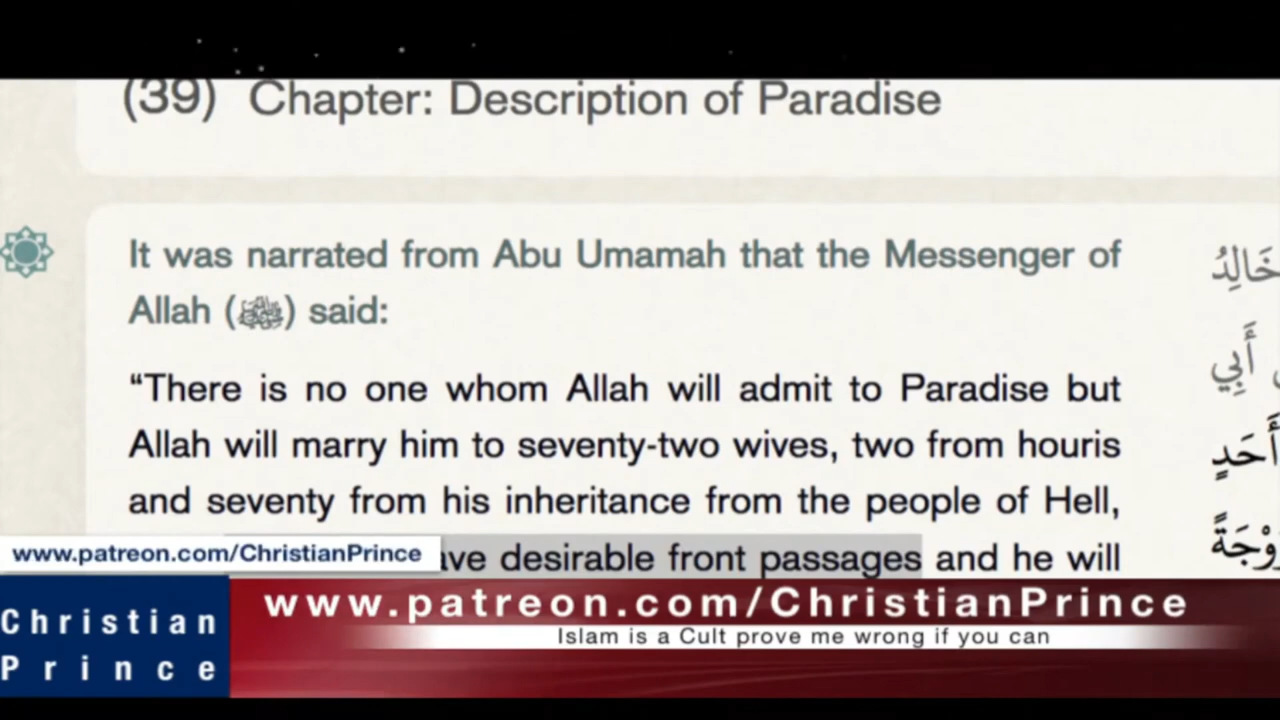 (39) Chapter: Description of Paradise
It was narrated from Abu Umamah that the Messenger of
Allah (ﷺ) said:
“There is no one whom Allah will admit to Paradise but
Allah will marry him to seventy-two wives, two from houris
and seventy from his inheritance from the people of Hell,
desirable front passages and he will
خَالِدُ
أَبِي
أَحَدٍ
www.patreon.com/ChristianPrince
Christian
Prince
www.patreon.com/ChristianPrince
Islam is a Cult prove me wrong if you can